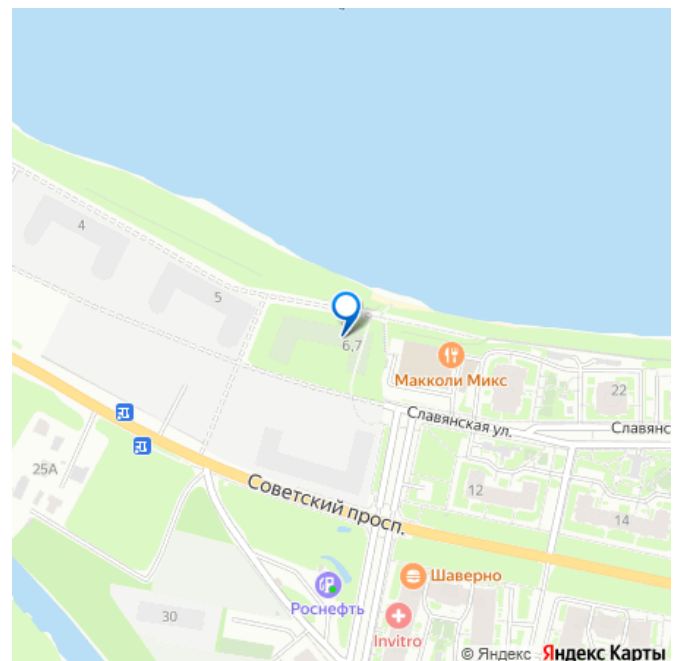 4
5
6,7
Макколи Микс
22
Славянская ул.
Славянс
25А
12
14
Советский просп.
Шаверно
Роснефть
30
Invitro
© Яндекс Яндекс Карты